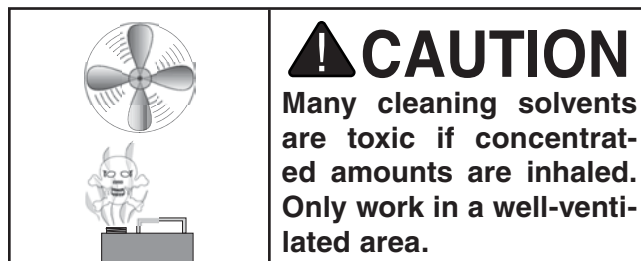 CAUTION
Many cleaning solvents
are toxic if concentrat-
ed amounts are inhaled.
Only work in a well-venti-
lated area.